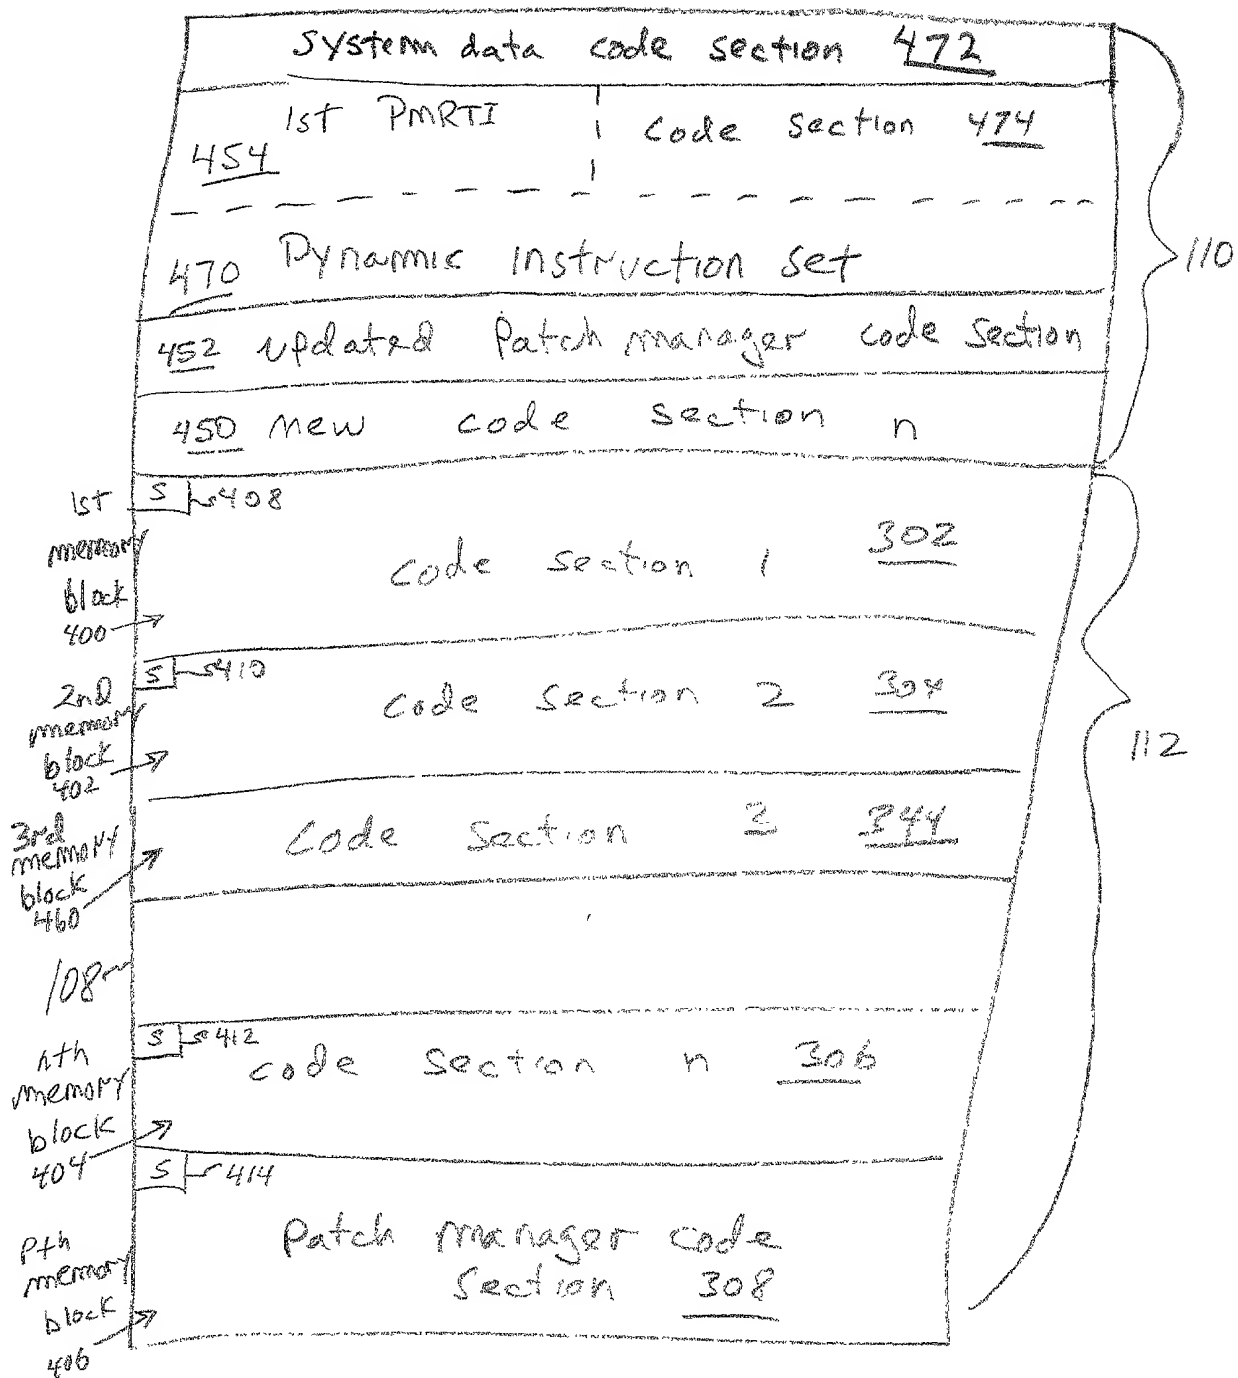 System data code section 472
1st PMRTI
code section 474
454
470 Dynamic instruction set
110
452 updated Patch manager code section
450 new code section n
1st
memory
block
400
S 408
code section 1 302
2nd
memory
block
402
S 410
code section 2 304
112
3rd
memory
block
460
Code Section 3 344
108
nth
memory
block
404
S 412
code section n 306
S 414
Pth
memory
block
406
Patch manager code
Section 308